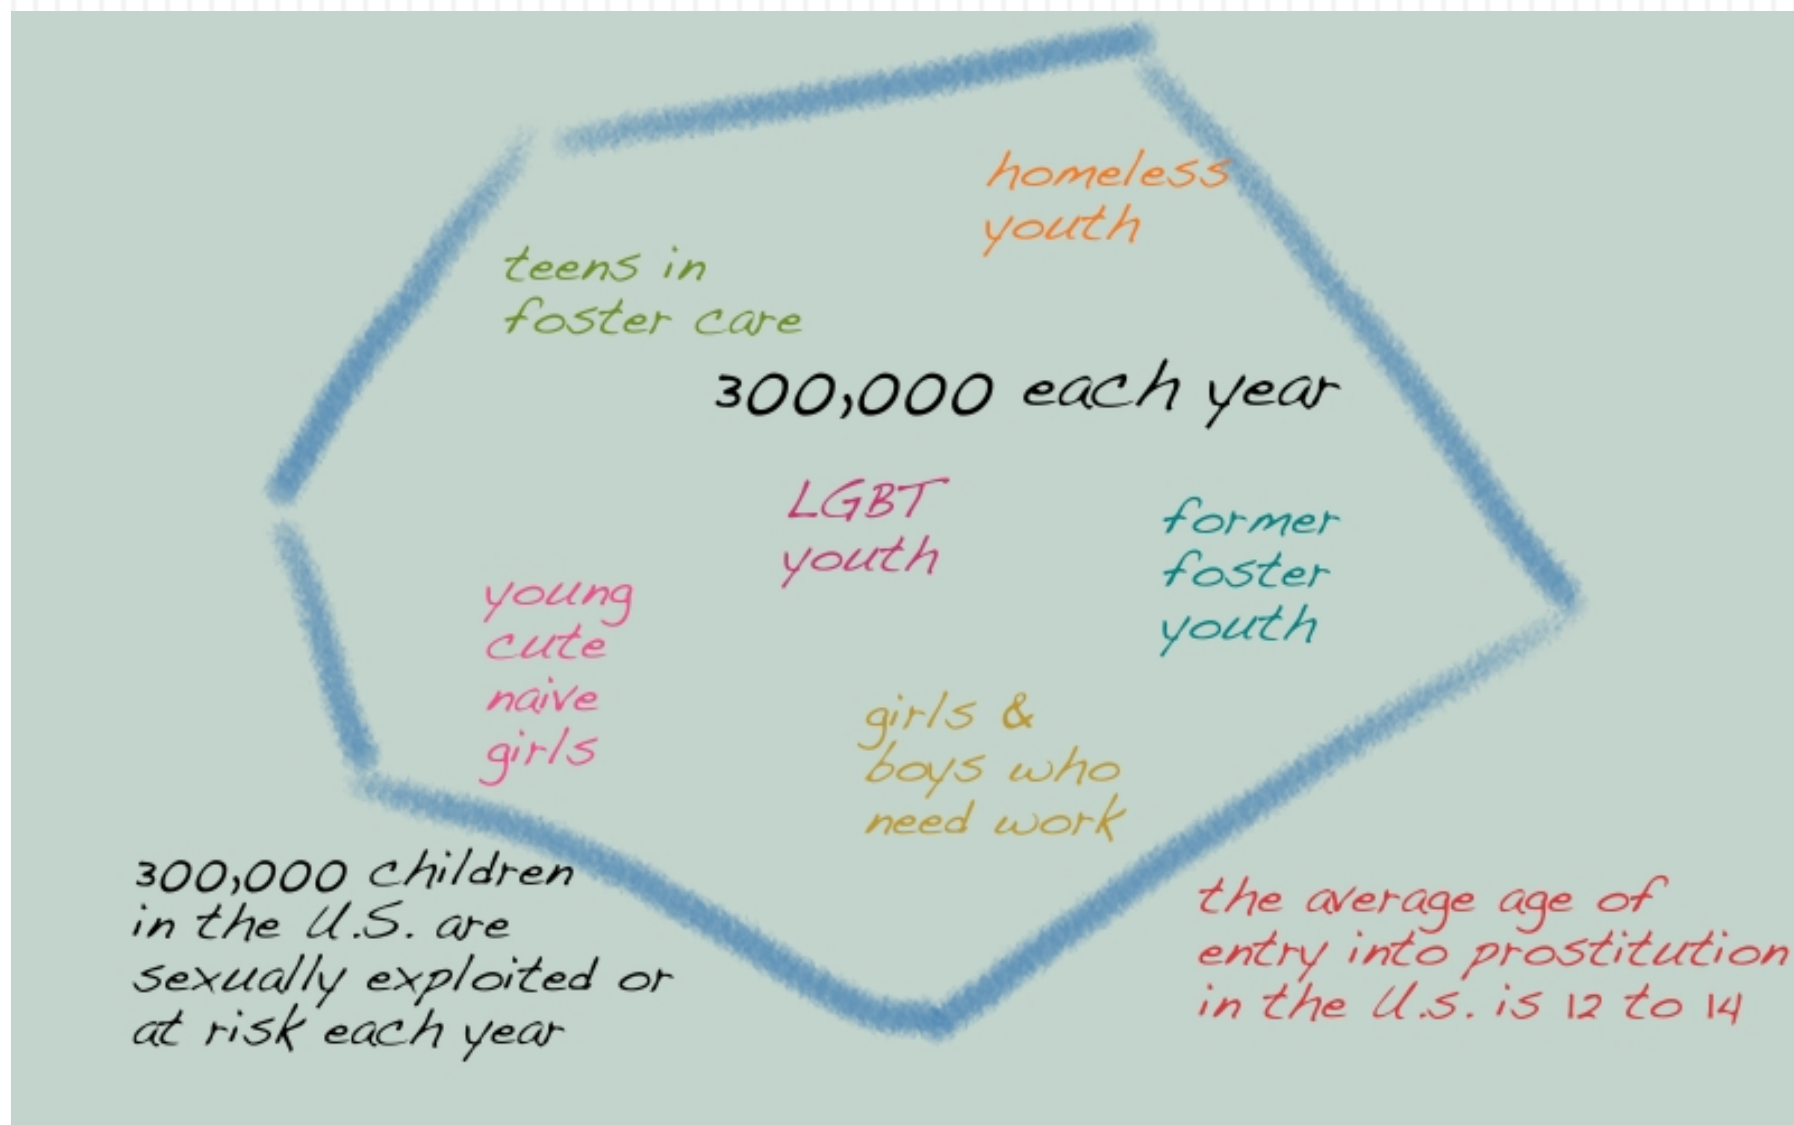 homeless
youth
teens in
foster care
300,000 each year
LGBT
youth
former
foster
youth
young
cute
naive
girls
girls &
boys who
need work
300,000 children
in the U.S. are
sexually exploited or
at risk each year
the average age of
entry into prostitution
in the U.s. is 12 to 14